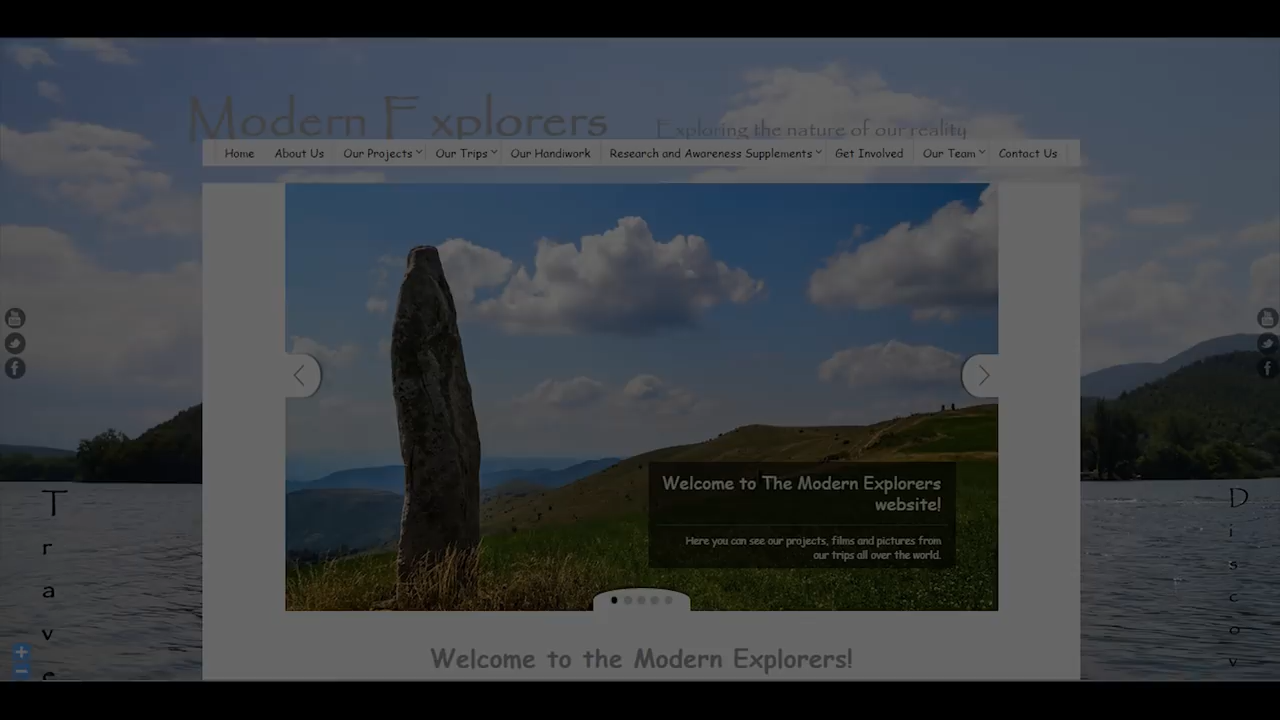 Modern Explorers
Exploring the nature of our reality
Home About Us Our Projects Our Trips Our Handiwork Research and Awareness Supplements Get Involved Our Team Contact Us
Welcome to The Modern Explorers
website!
Here you can see our projects, films and pictures from
our trips all over the world.
Welcome to the Modern Explorers!
T
r
a
v
e
D
i
s
c
o
v